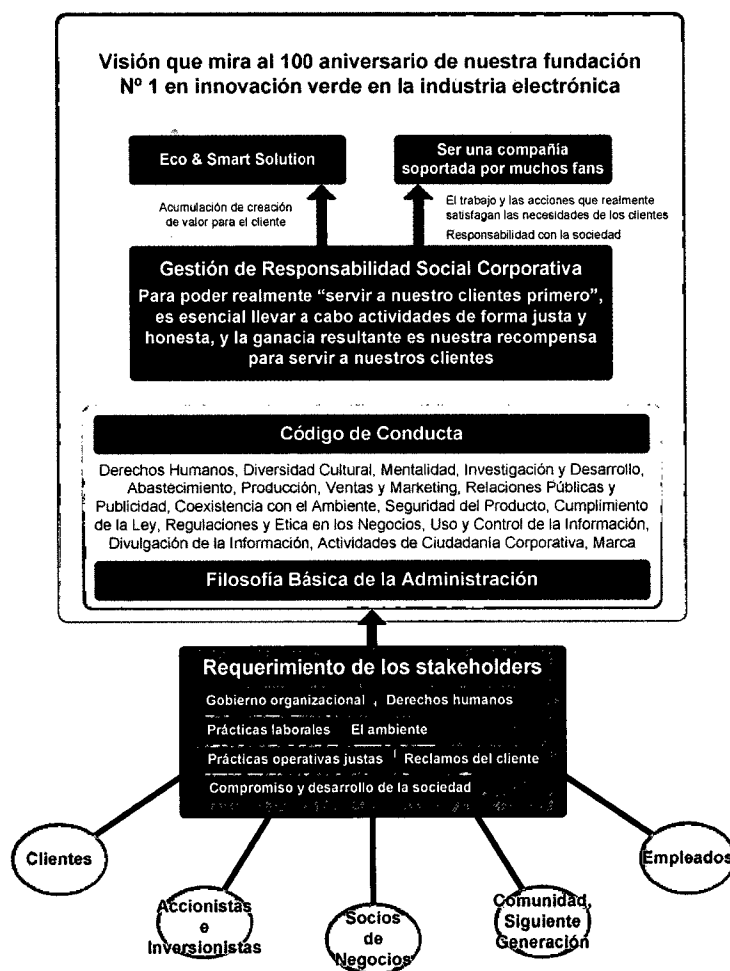 Visión que mira al 100 aniversario de nuestra fundación
Nº 1 en innovación verde en la industria electrónica
Eco & Smart Solution
Ser una compañía
soportada por muchos fans
Acumulación de creación
de valor para el cliente
El trabajo y las acciones que realmente
satisfagan las necesidades de los clientes
Responsabilidad con la sociedad
Gestión de Responsabilidad Social Corporativa
Para poder realmente “servir a nuestro clientes primero”,
es esencial llevar a cabo actividades de forma justa y
honesta, y la ganacia resultante es nuestra recompensa
para servir a nuestros clientes
Código de Conducta
Derechos Humanos, Diversidad Cultural, Mentalidad, Investigación y Desarrollo,
Abastecimiento, Producción, Ventas y Marketing, Relaciones Públicas y
Publicidad, Coexistencia con el Ambiente, Seguridad del Producto, Cumplimiento
de la Ley, Regulaciones y Etica en los Negocios, Uso y Control de la Información,
Divulgación de la Información, Actividades de Ciudadanía Corporativa, Marca
Filosofía Básica de la Administración
Requerimiento de los stakeholders
Gobierno organizacional Derechos humanos
Prácticas laborales El ambiente
Prácticas operativas justas Reclamos del cliente
Compromiso y desarrollo de la sociedad
Clientes
Accionistas
e
Inversionistas
Socios
de
Negocios
Comunidad,
Siguiente
Generación
Empleados